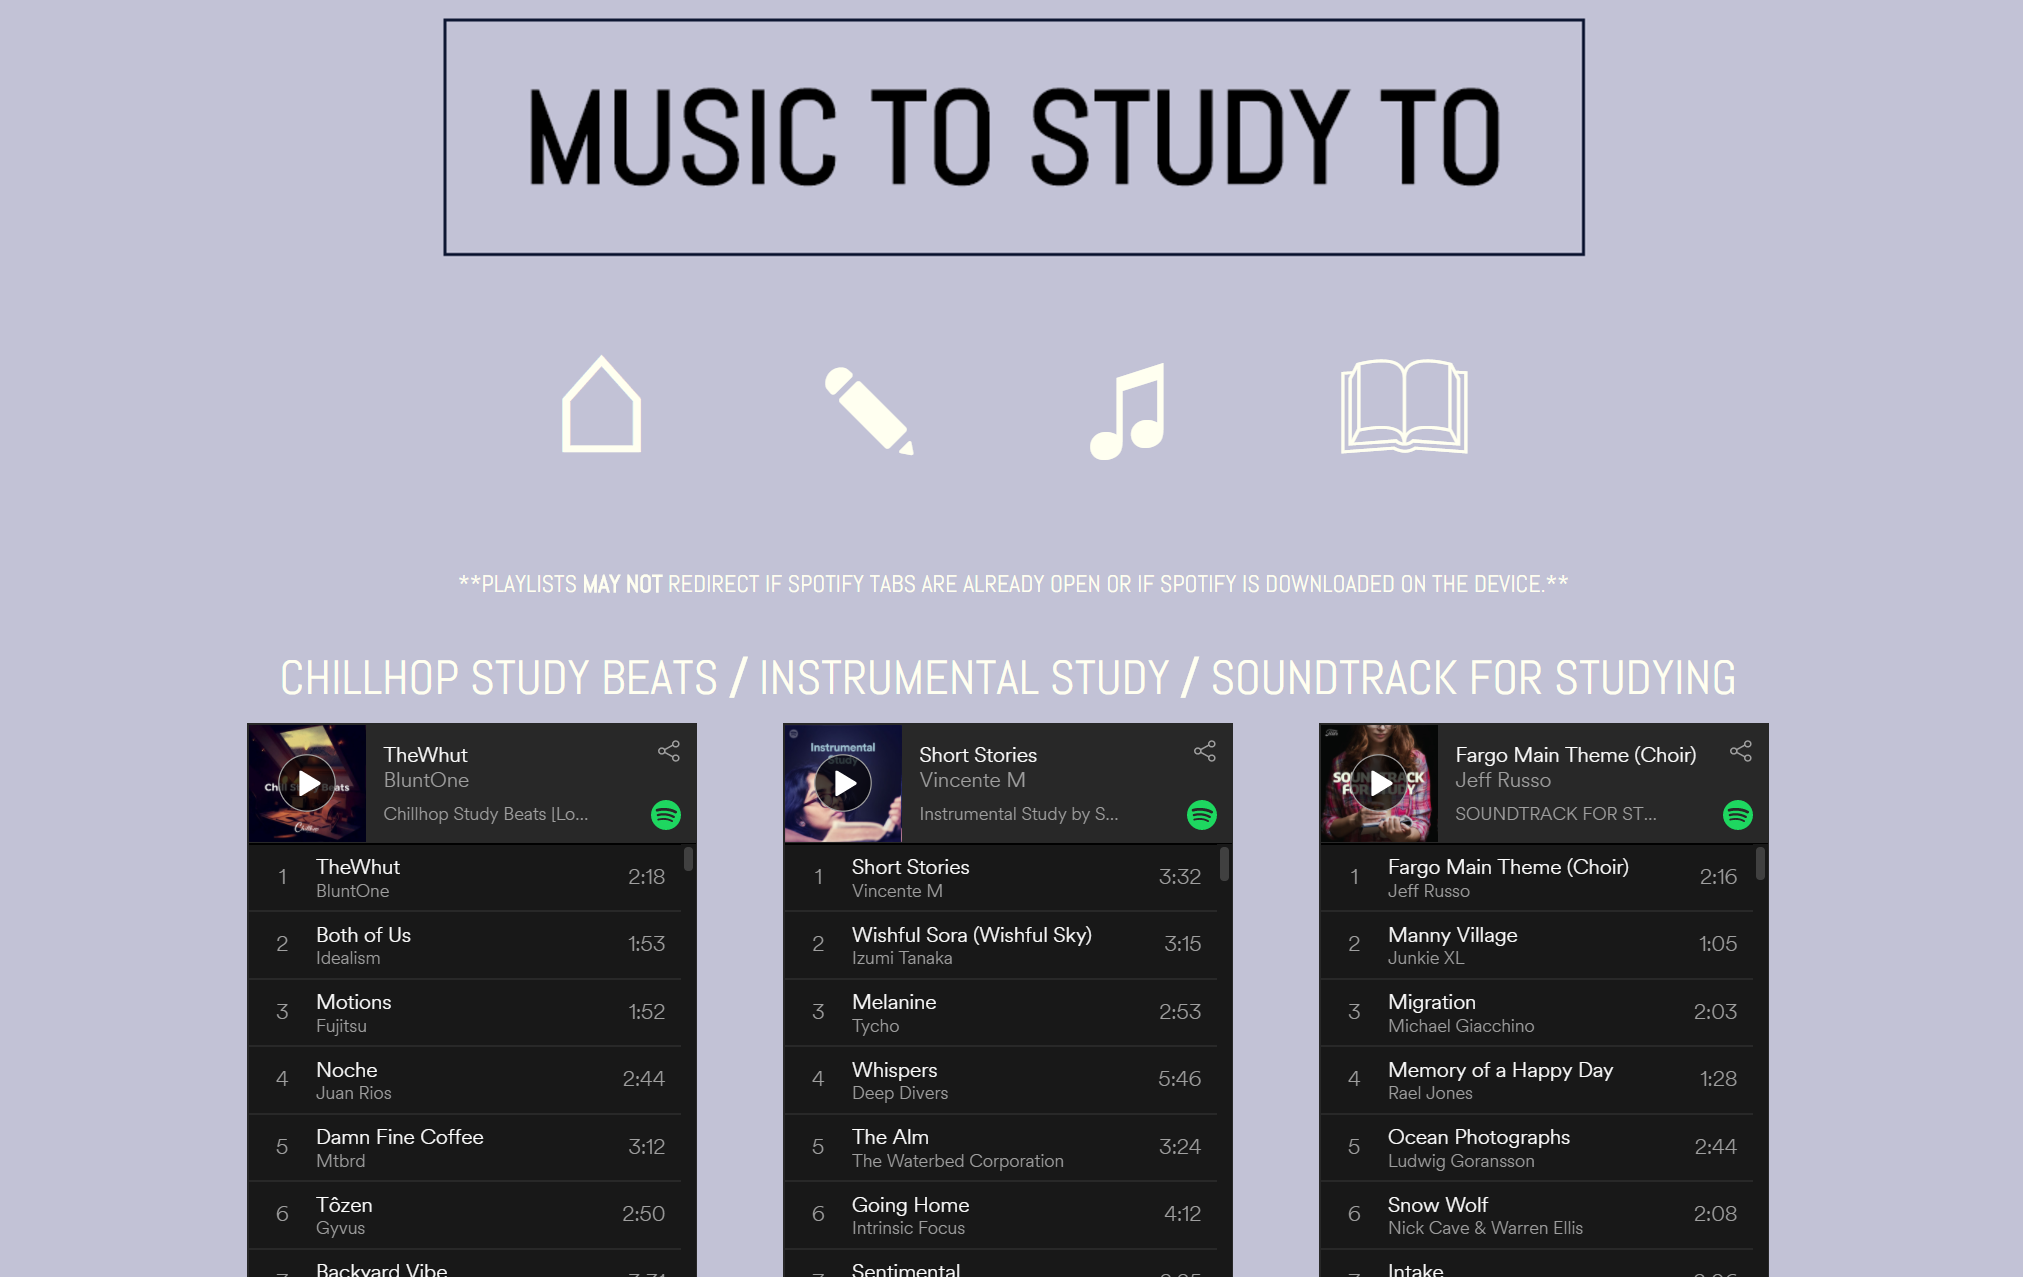 MUSIC TO STUDY TO
**PLAYLISTS MAY NOT REDIRECT IF SPOTIFY TABS ARE ALREADY OPEN OR IF SPOTIFY IS DOWNLOADED ON THE DEVICE.**
CHILLHOP STUDY BEATS / INSTRUMENTAL STUDY / SOUNDTRACK FOR STUDYING
TheWhut
BluntOne
Chillhop Study Beats [Lo...
1 TheWhut 2:18
BluntOne
2 Both of Us 1:53
Idealism
3 Motions 1:52
Fujitsu
4 Noche 2:44
Juan Rios
5 Damn Fine Coffee 3:12
Mtbrd
6 Tôzen 2:50
Gyvus
Backyard Vibe
Instrumental
Study
Short Stories
Vincente M
Instrumental Study by S...
1 Short Stories 3:32
Vincente M
2 Wishful Sora (Wishful Sky) 3:15
Izumi Tanaka
3 Melanine 2:53
Tycho
4 Whispers 5:46
Deep Divers
5 The Alm 3:24
The Waterbed Corporation
6 Going Home 4:12
Intrinsic Focus
Sentimental
Fargo Main Theme (Choir)
Jeff Russo
SOUNDTRACK FOR ST...
1 Fargo Main Theme (Choir) 2:16
Jeff Russo
2 Manny Village 1:05
Junkie XL
3 Migration 2:03
Michael Giacchino
4 Memory of a Happy Day 1:28
Rael Jones
5 Ocean Photographs 2:44
Ludwig Goransson
6 Snow Wolf 2:08
Nick Cave & Warren Ellis
Intake